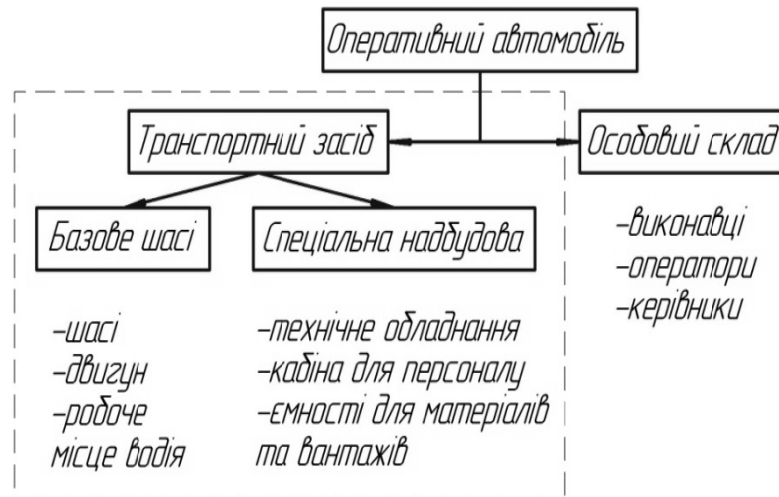 Оперативний автомобіль
Транспортний засіб
Особовий склад
Базове шасі
Спеціальна надбудова
-виконавці
-оператори
-керівники
-шасі
-двигун
-робоче
місце водія
-технічне обладнання
-кабіна для персоналу
-ємності для матеріалів
та вантажів